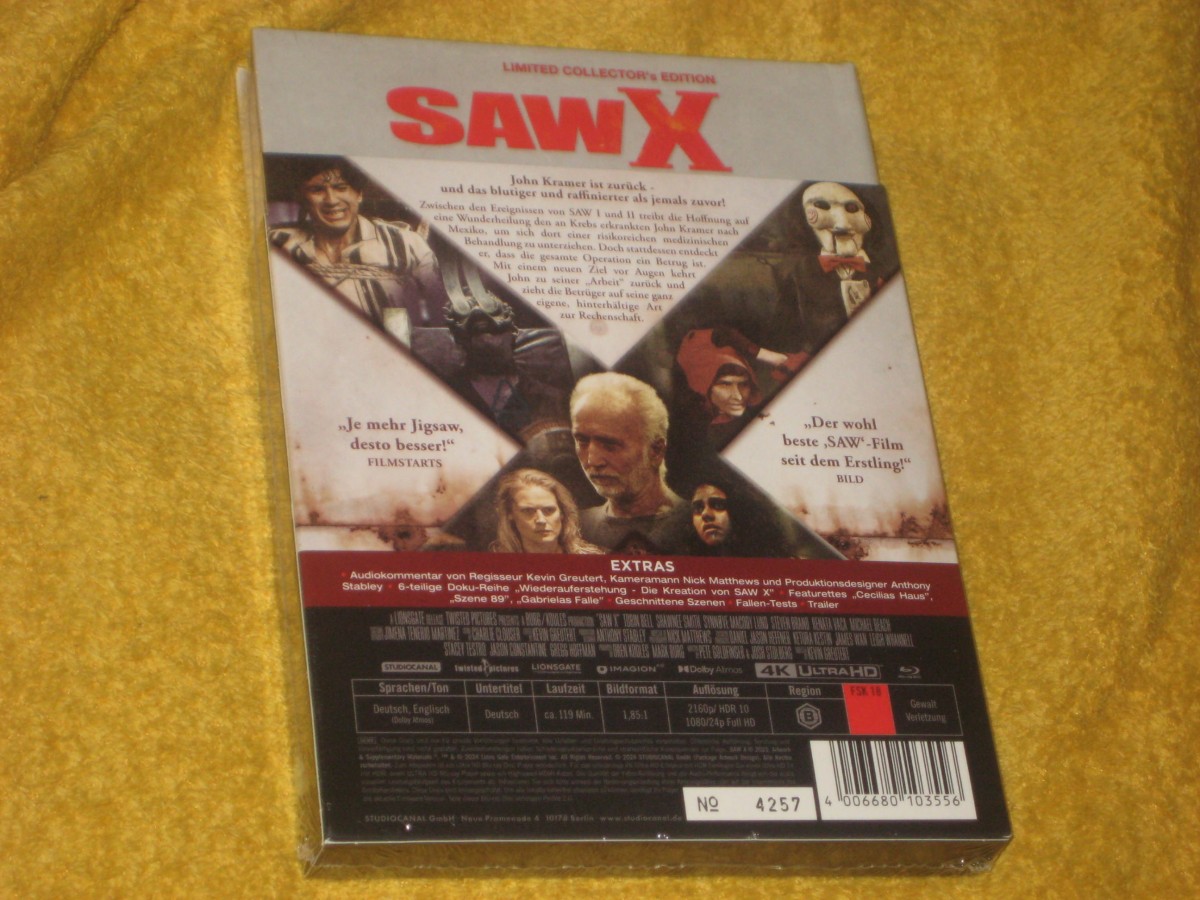 LIMITED COLLECTOR's EDITION
SAW X
John Kramer ist zurück -
und das blutiger und raffinierter als jemals zuvor!
Zwischen den Ereignissen von SAW I und II treibt die Hoffnung auf
eine Wunderheilung den an Krebs erkrankten John Kramer nach
Mexiko, um sich dort einer risikoreichen medizinischen
Behandlung zu unterziehen. Doch stattdessen entdeckt
er, dass die gesamte Operation ein Betrug ist.
Mit einem neuen Ziel vor Augen kehrt
John zu seiner „Arbeit" zurück und
zieht die Betrüger auf seine ganz
eigene, hinterhältige Art
zur Rechenschaft.
„Je mehr Jigsaw,
desto besser!"
FILMSTARTS
„Der wohl
beste ‚SAW'-Film
seit dem Erstling!"
BILD
EXTRAS
• Audiokommentar von Regisseur Kevin Greutert, Kameramann Nick Matthews und Produktionsdesigner Anthony
Stabley • 6-teilige Doku-Reihe „Wiederauferstehung - Die Kreation von SAW X" • Featurettes „Cecilias Haus",
„Szene 89", „Gabrielas Falle" • Geschnittene Szenen • Fallen-Tests • Trailer
STUDIOCANAL twisted pictures LIONSGATE IMAGION Dolby Atmos 4K ULTRA HD
Sprachen/Ton Untertitel Laufzeit Bildformat Auflösung Region FSK 18
Deutsch, Englisch Deutsch ca. 119 Min. 1,85:1 2160p/ HDR 10 B Gewalt
(Dolby Atmos) 1080/24p Full HD Verletzung
No 4257
4 006680 103556
STUDIOCANAL GmbH Neue Promenade 4 10178 Berlin www.studiocanal.de